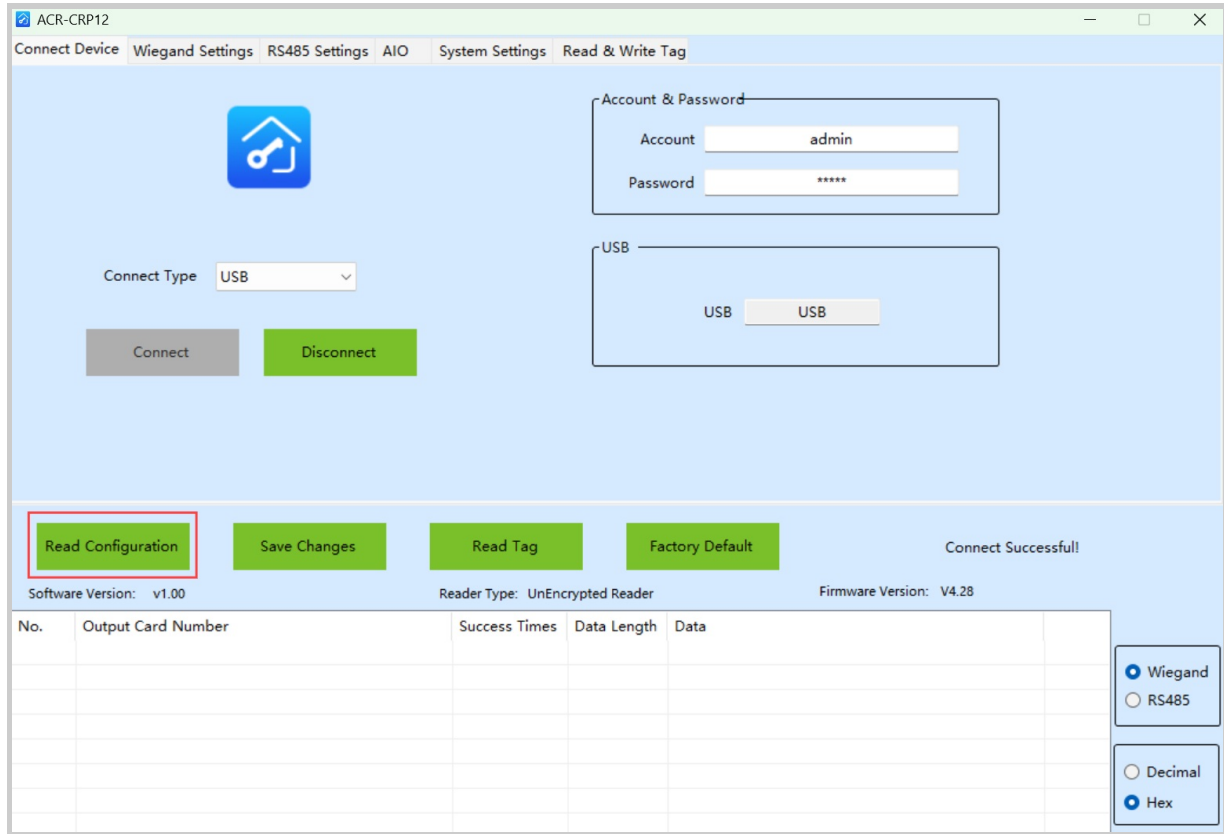 ACR-CRP12
Connect Device Wiegand Settings RS485 Settings AIO System Settings Read & Write Tag
Account & Password
Account admin
Password *****
USB
Connect Type USB
USB USB
Connect Disconnect
Read Configuration Save Changes Read Tag Factory Default Connect Successful!
Software Version: v1.00 Reader Type: UnEncrypted Reader Firmware Version: V4.28
No. Output Card Number Success Times Data Length Data
Wiegand
RS485
Decimal
Hex